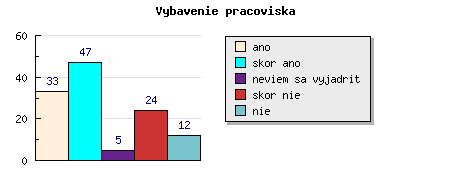 Vybavenie pracoviska
60
40
20
0
33
47
5
24
12
ano
skor ano
neviem sa vyjadrit
skor nie
nie